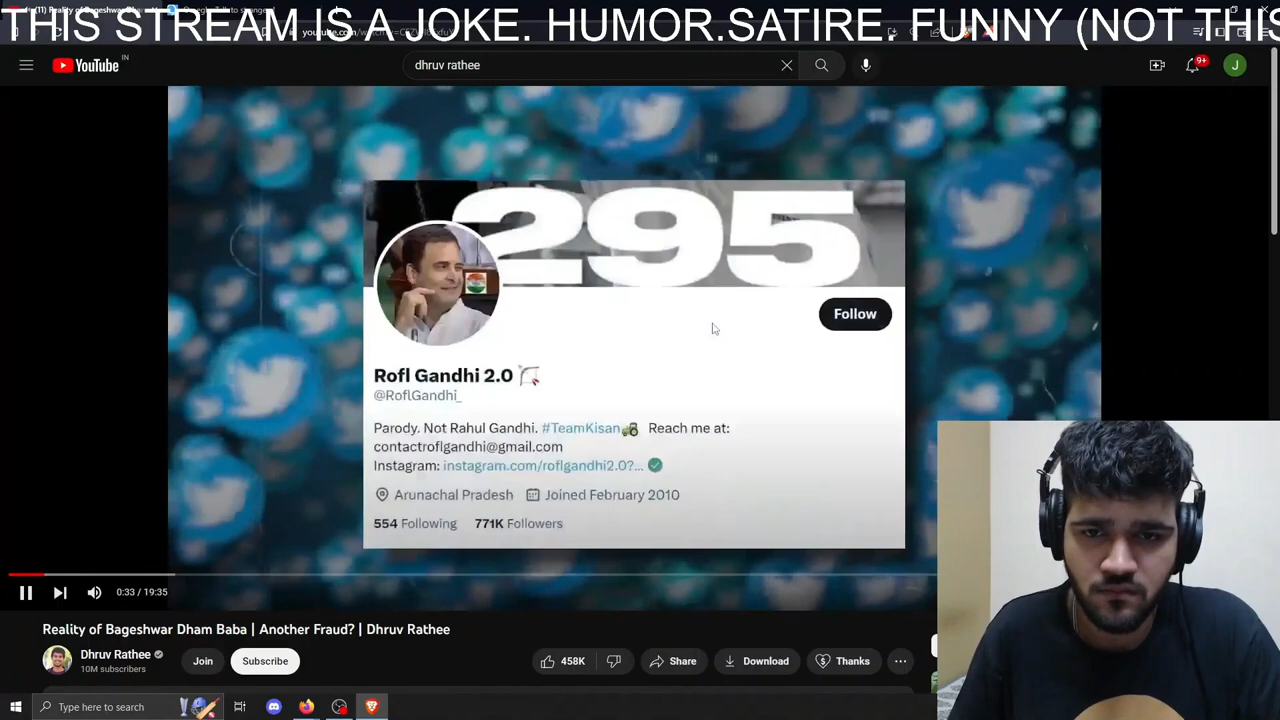 THIS STREAM IS A JOKE. HUMOR.SATIRE. FUNNY (NOT THIS
YouTube IN
dhruv rathee
9+
J
295
Follow
Rofl Gandhi 2.0
@RoflGandhi_
Parody. Not Rahul Gandhi. #TeamKisan Reach me at:
contactroflgandhi@gmail.com
Instagram: instagram.com/roflgandhi2.0?...
Arunachal Pradesh Joined February 2010
554 Following 771K Followers
0:33 / 19:35
Reality of Bageshwar Dham Baba | Another Fraud? | Dhruv Rathee
Dhruv Rathee
10M subscribers
Join Subscribe 458K Share Download Thanks
Type here to search